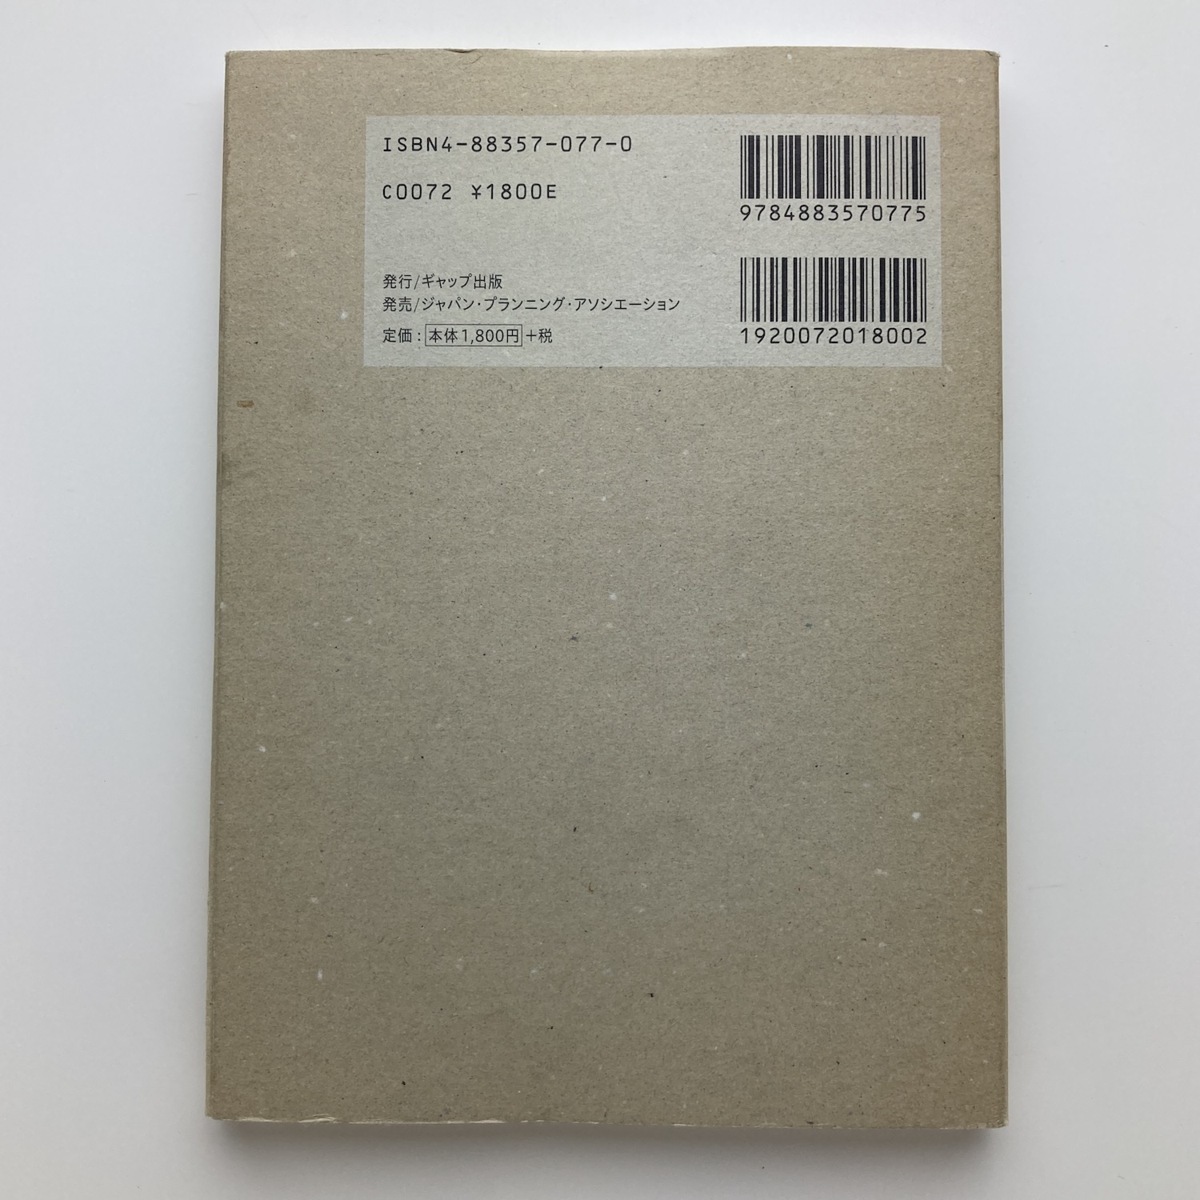 ISBN4-88357-077-0
C0072 ¥1800E
発行/ギャップ出版
発売/ジャパン・プランニング・アソシエーション
定価：本体1,800円+税
9784883570775
1920072018002